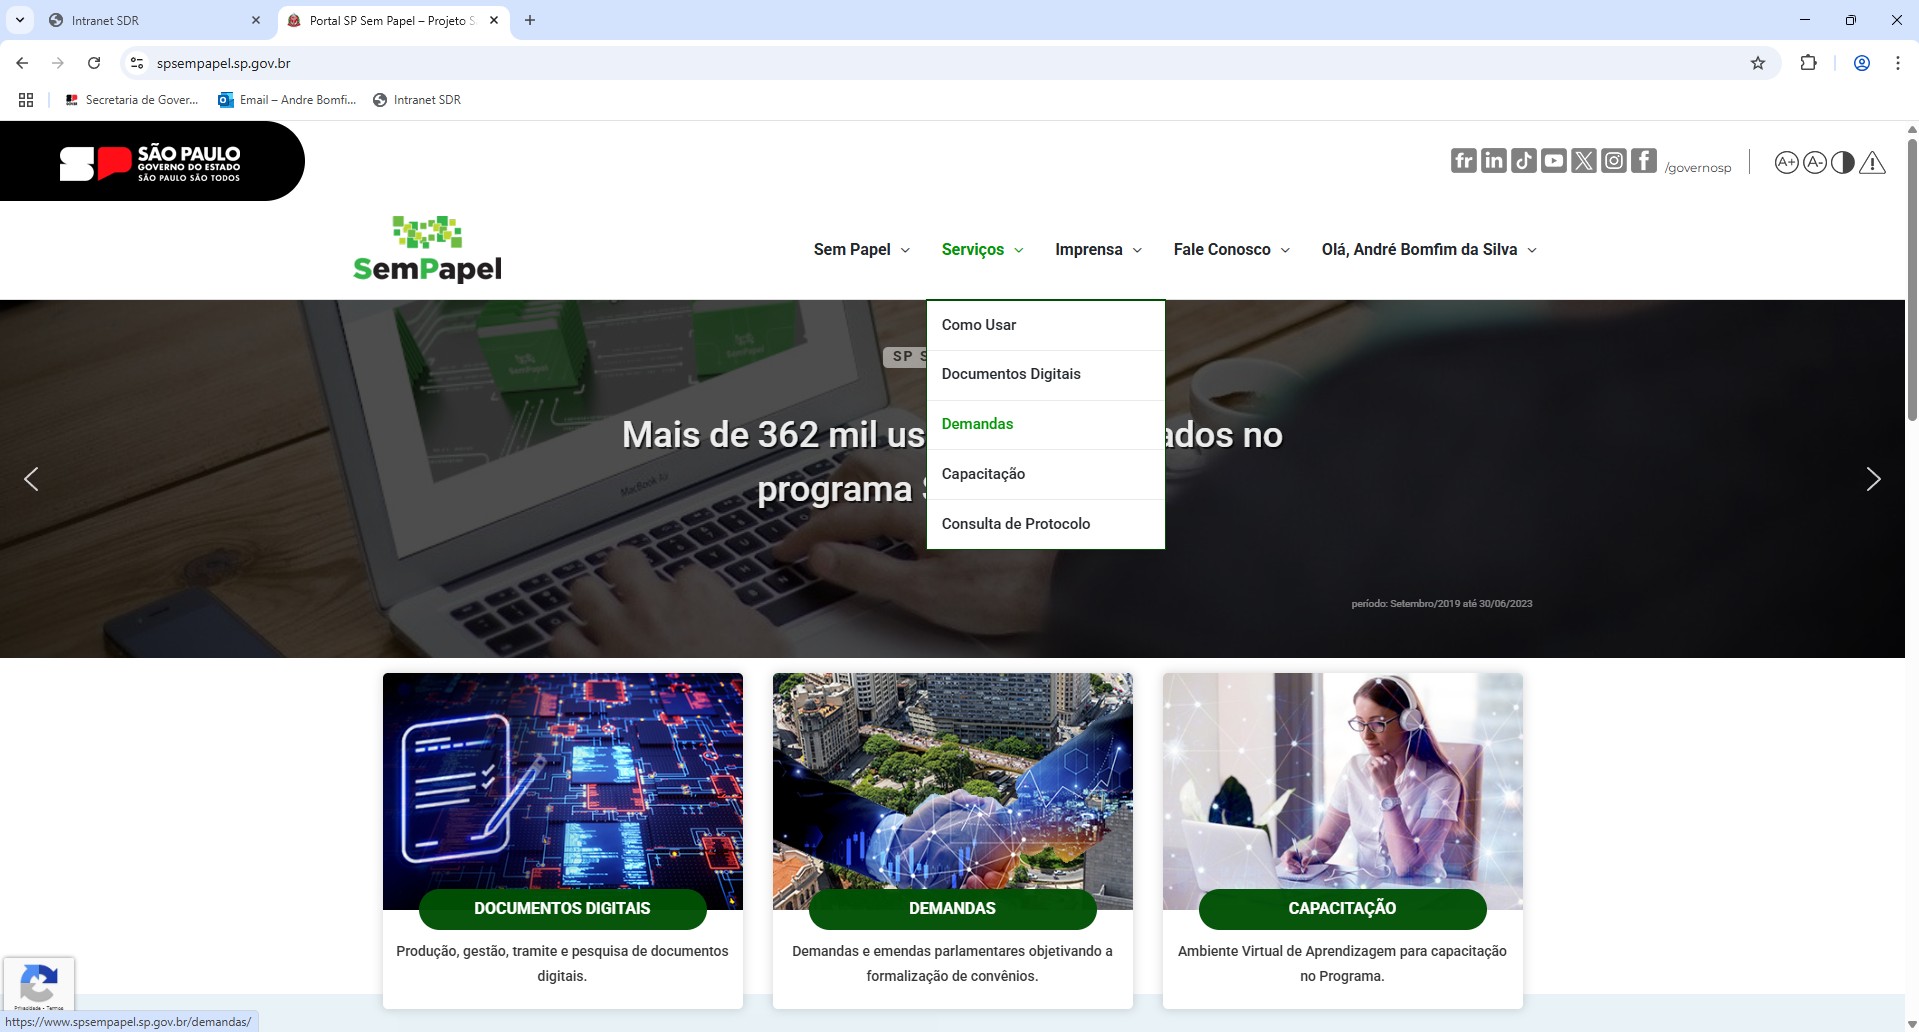 Intranet SDR
Portal SP Sem Papel – Projeto S
spsempapel.sp.gov.br
Secretaria de Gover...
Email – Andre Bomfi...
Intranet SDR
SÃO PAULO
GOVERNO DO ESTADO
SÃO PAULO SÃO TODOS
/governosp
A+
A-
SemPapel
Sem Papel
Serviços
Imprensa
Fale Conosco
Olá, André Bomfim da Silva
Como Usar
Documentos Digitais
Demandas
Capacitação
Consulta de Protocolo
SP S
Mais de 362 mil us
ados no
programa S
MacBook Air
período: Setembro/2019 até 30/06/2023
DOCUMENTOS DIGITAIS
Produção, gestão, tramite e pesquisa de documentos
digitais.
DEMANDAS
Demandas e emendas parlamentares objetivando a
formalização de convênios.
CAPACITAÇÃO
Ambiente Virtual de Aprendizagem para capacitação
no Programa.
Privacidade - Termos
https://www.spsempapel.sp.gov.br/demandas/